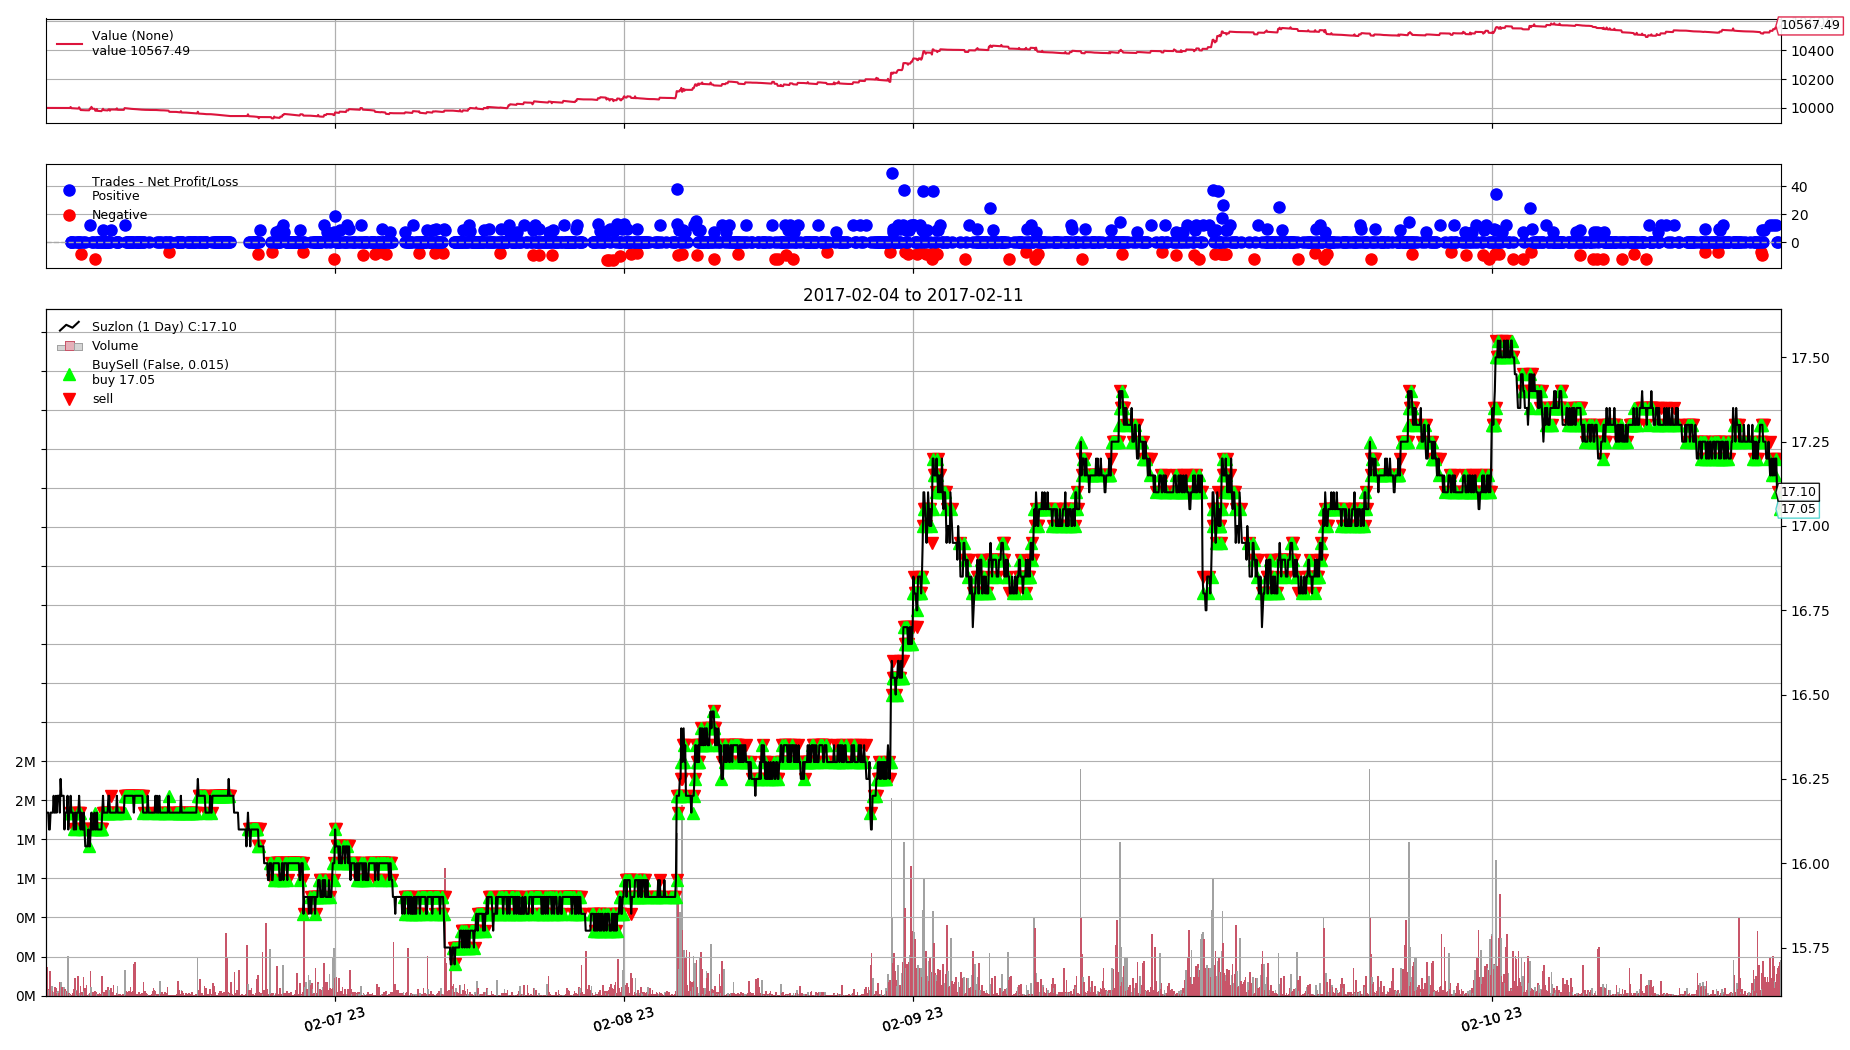 Value (None)
value 10567.49
10567.49
10400
10200
10000
Trades - Net Profit/Loss
Positive
Negative
40
20
0
2017-02-04 to 2017-02-11
Suzlon (1 Day) C:17.10
Volume
BuySell (False, 0.015)
buy 17.05
sell
17.50
17.25
17.10
17.05
17.00
16.75
16.50
16.25
16.00
15.75
2M
2M
1M
1M
0M
0M
0M
02-07 23
02-08 23
02-09 23
02-10 23